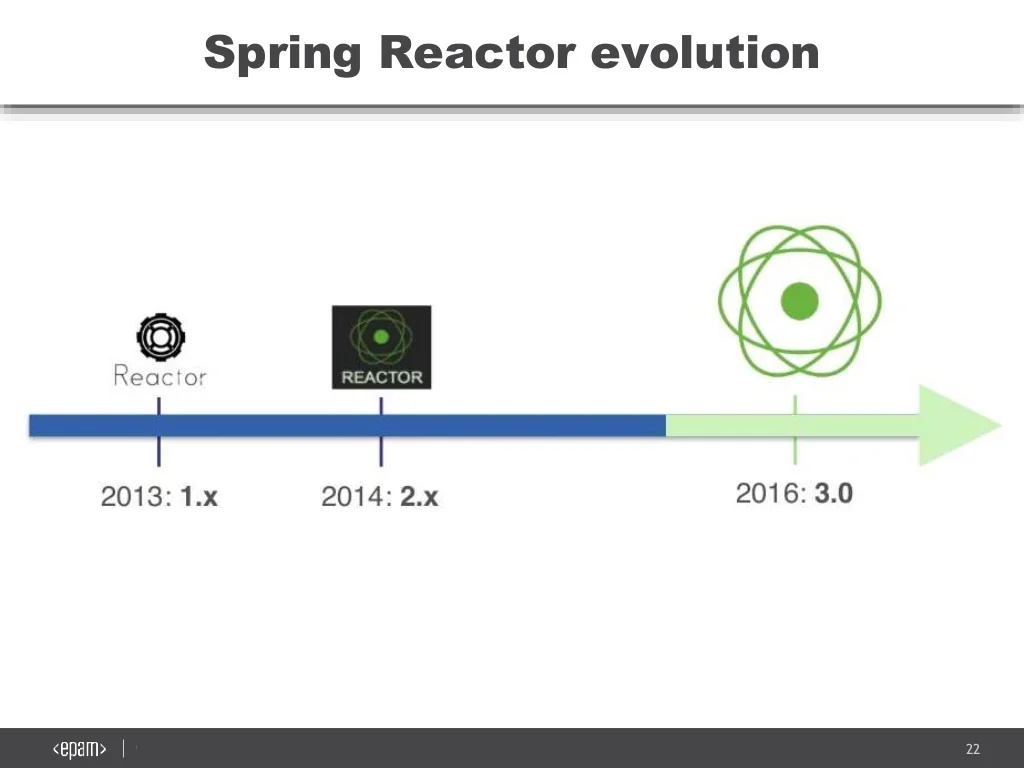 Spring Reactor evolution
Reactor
REACTOR
2013: 1.x
2014: 2.x
2016: 3.0
<epam>
22